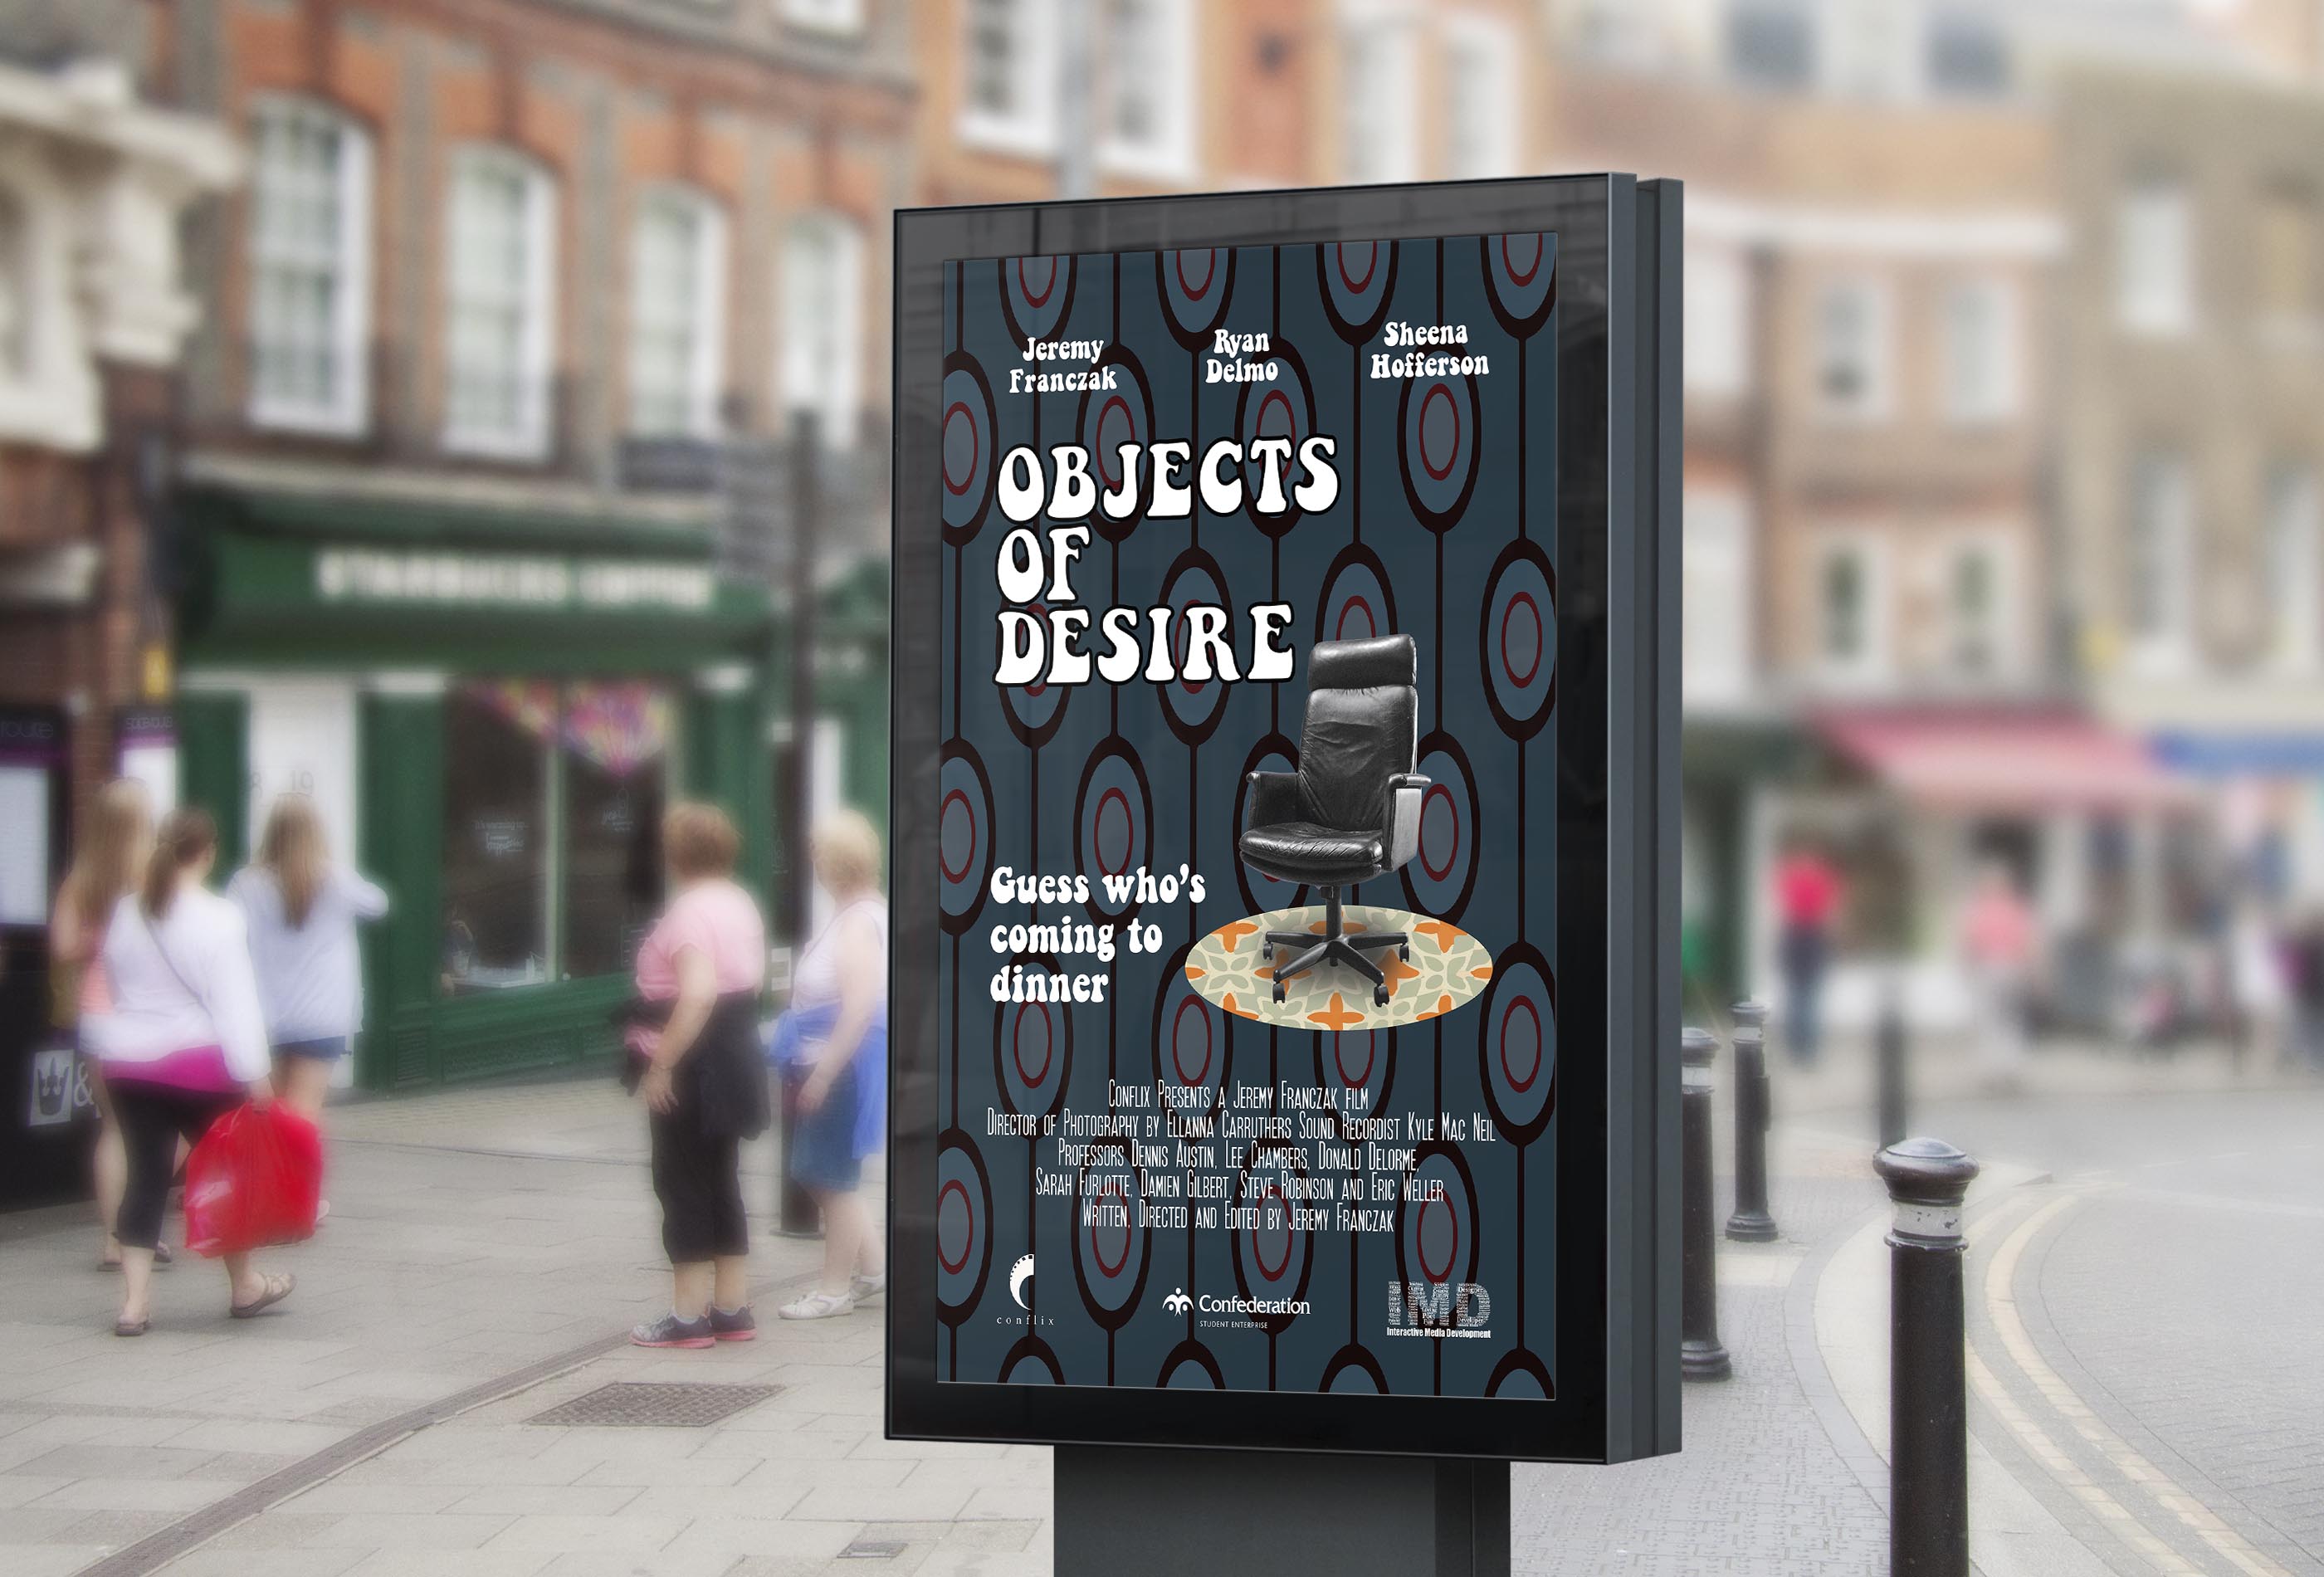 STARBUCKS COFFEE
Jeremy
Franczak
Ryan
Delmo
Sheena
Hofferson
OBJECTS
OF
DESIRE
Guess who's
coming to
dinner
Conflix Presents a Jeremy Franczak film
Director of Photography by Ellanna Carruthers Sound Recordist Kyle Mac Neil
Professors Dennis Austin, Lee Chambers, Donald Delorme,
Sarah Furlotte, Damien Gilbert, Steve Robinson and Eric Weller
Written, Directed and Edited by Jeremy Franczak
conflix
Confederation
STUDENT ENTERPRISE
IMD
Interactive Media Development